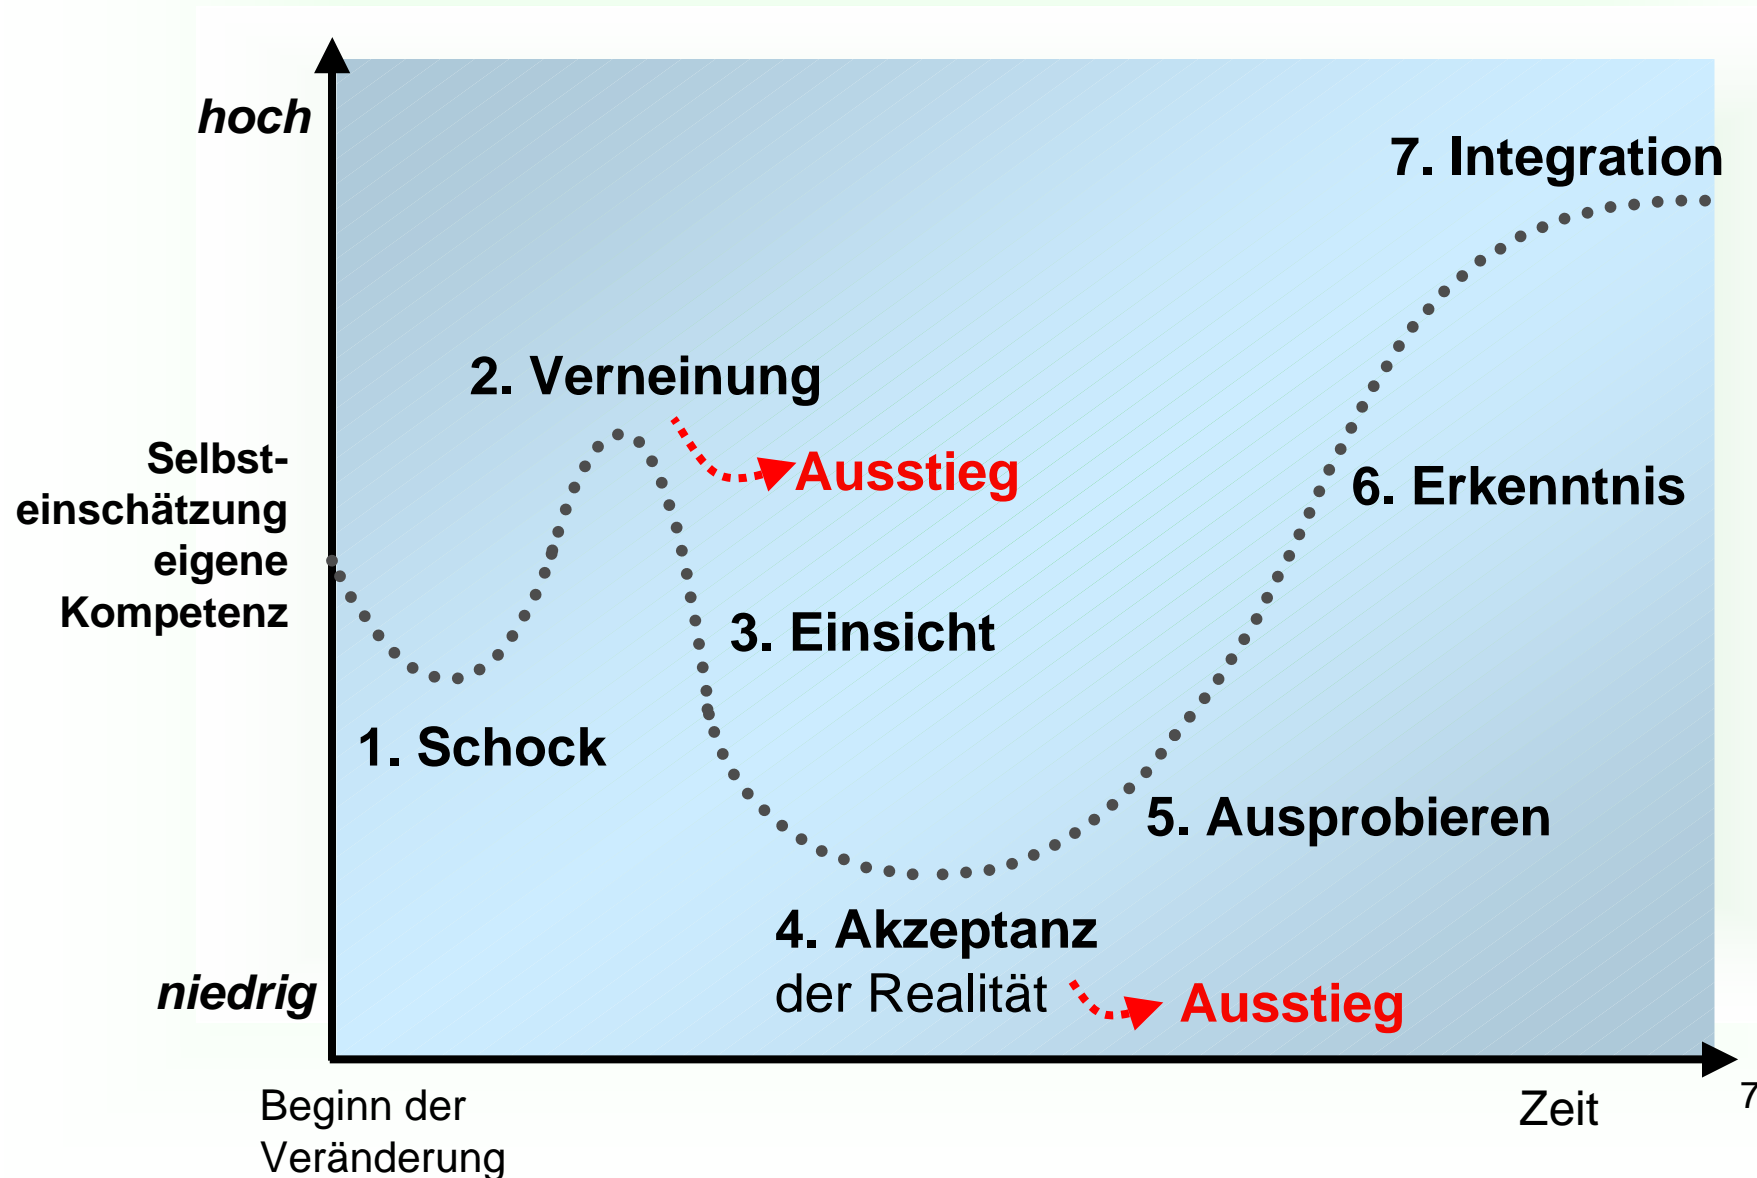 hoch
7. Integration
2. Verneinung
Ausstieg
Selbst-
einschätzung
eigene
Kompetenz
6. Erkenntnis
3. Einsicht
1. Schock
5. Ausprobieren
4. Akzeptanz
der Realität
Ausstieg
niedrig
Beginn der
Veränderung
Zeit
7